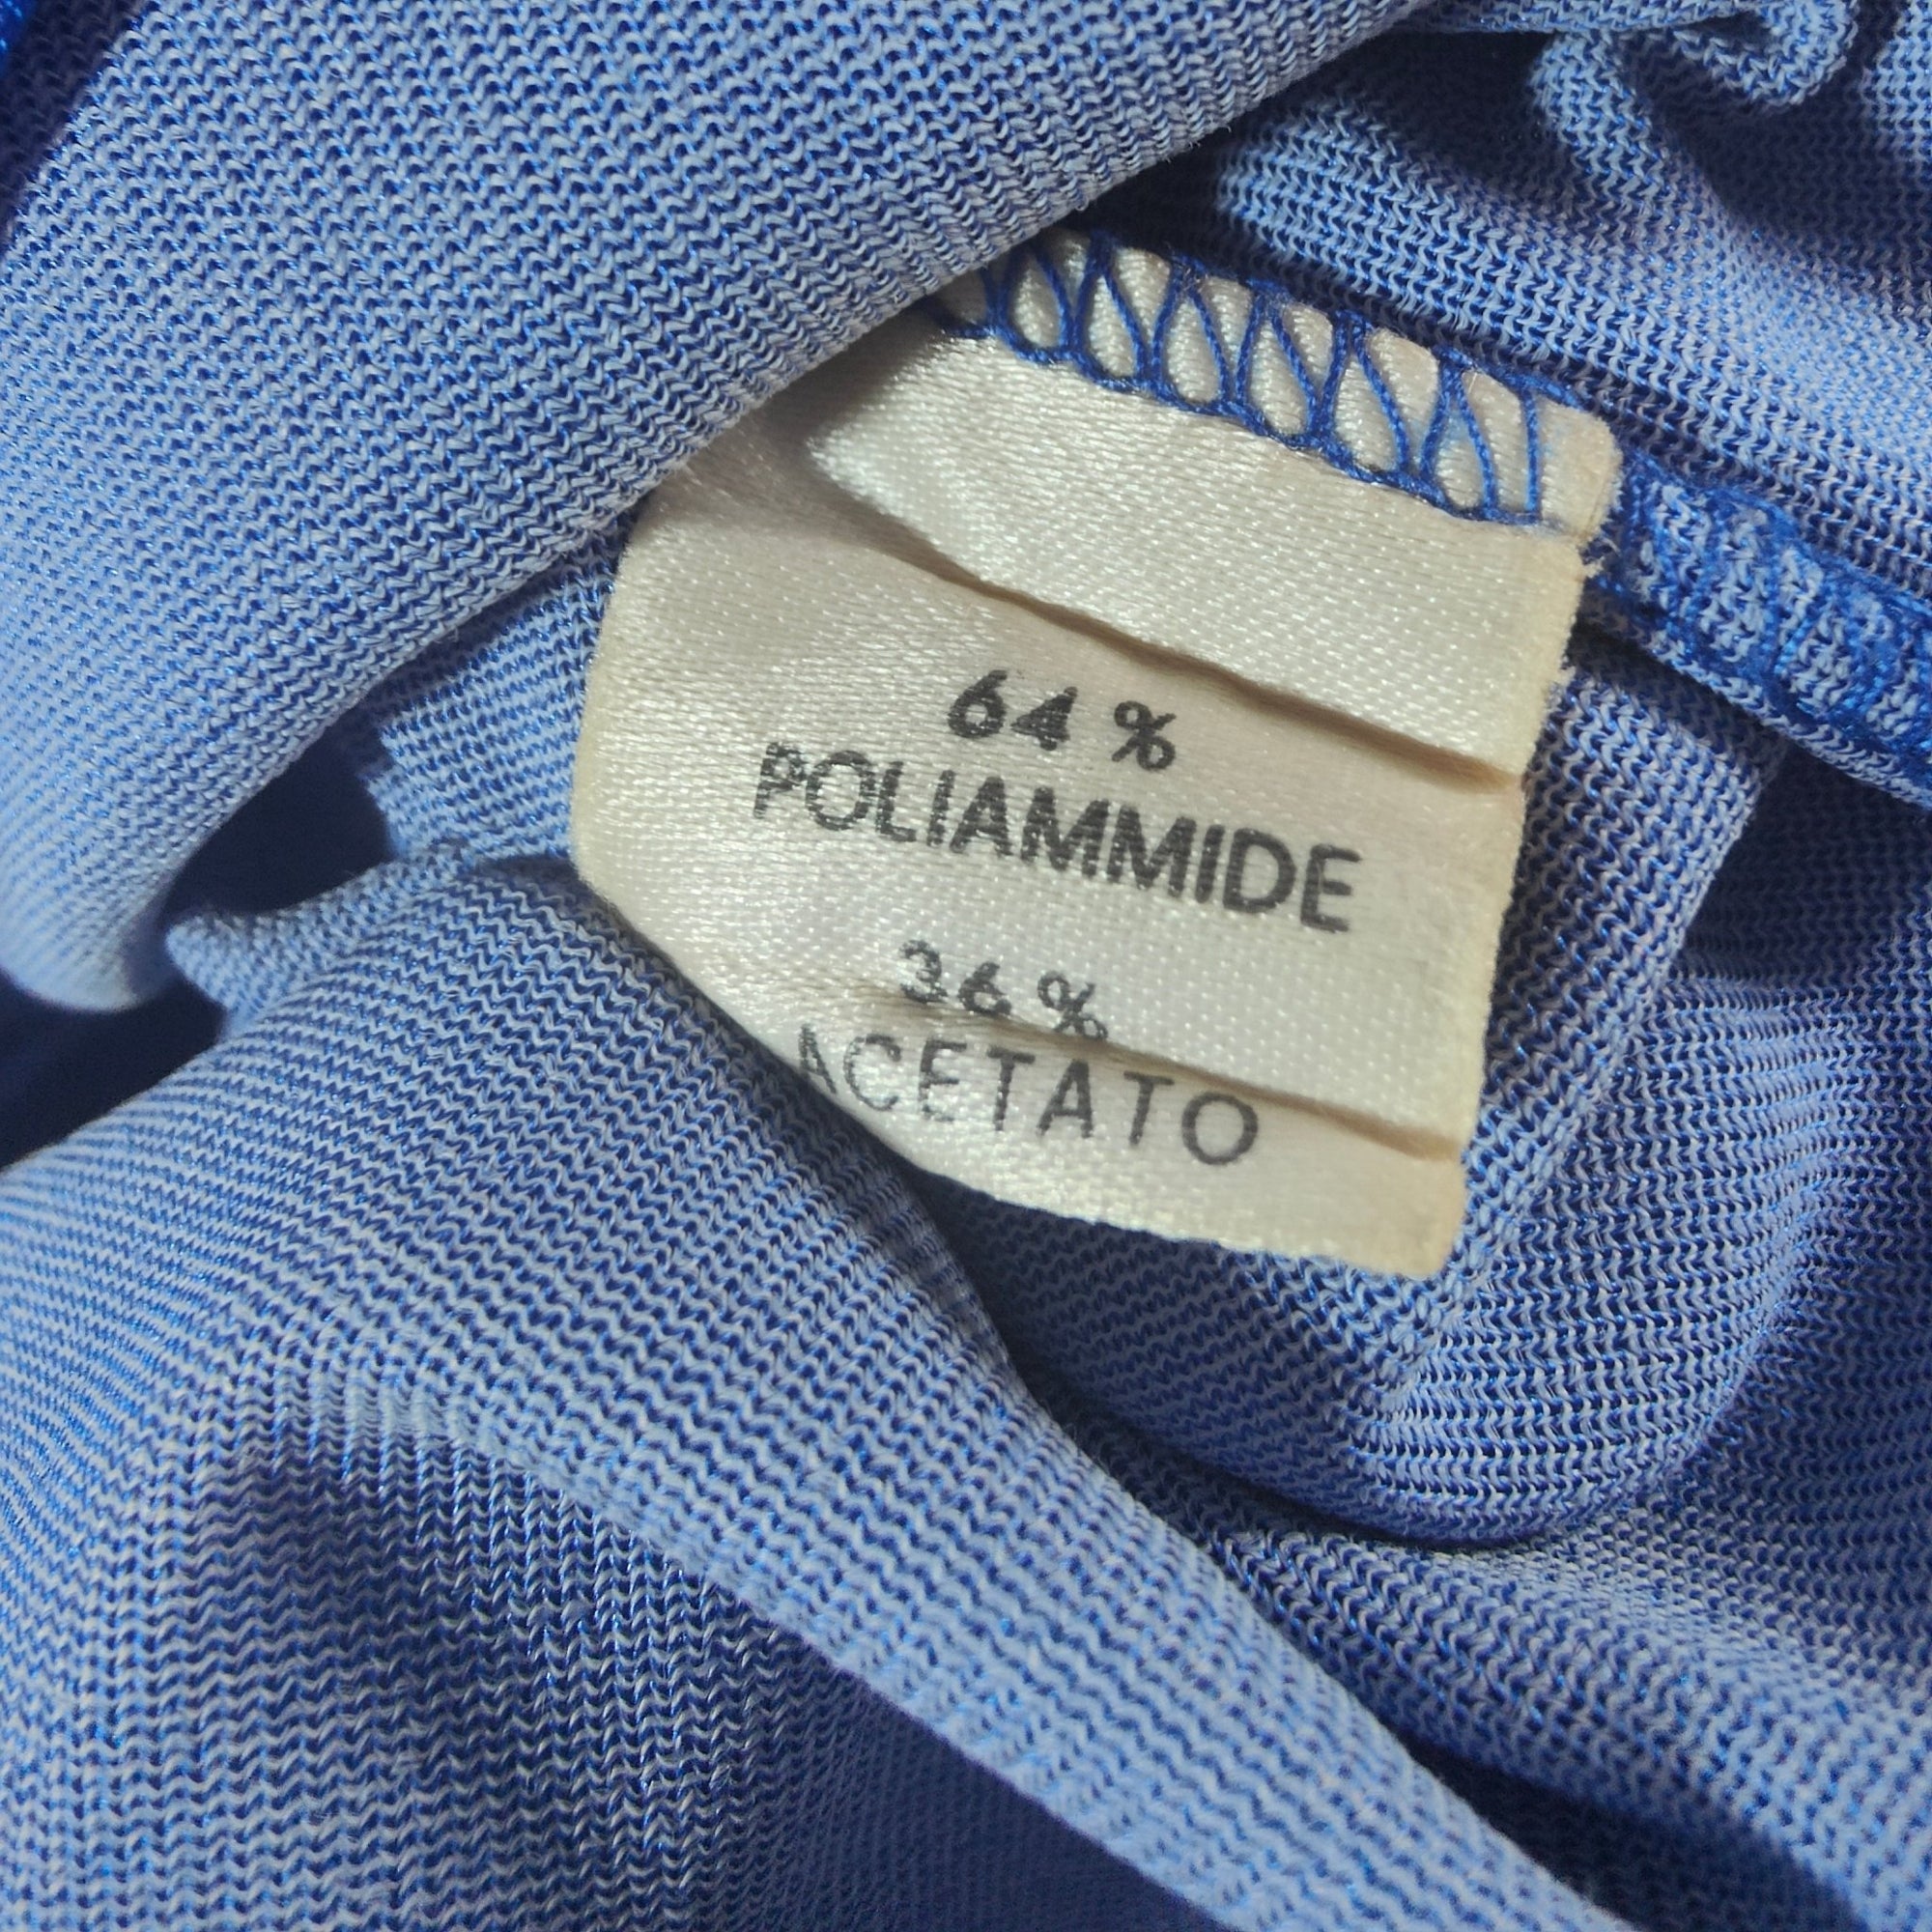 64%
POLIAMMIDE
36%
ACETATO